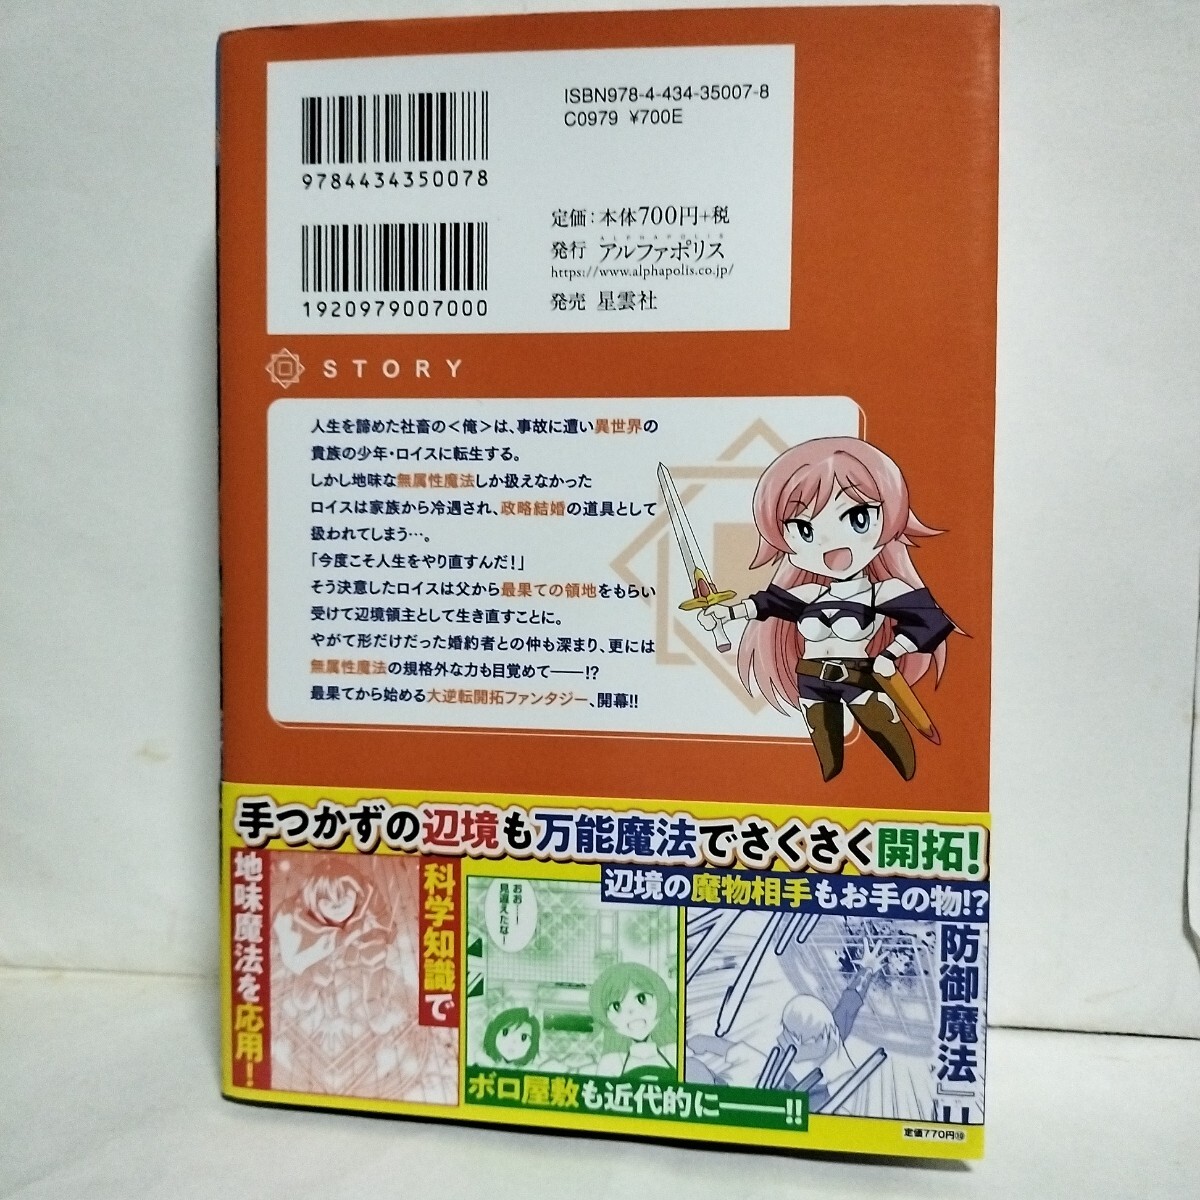 ISBN978-4-434-35007-8
C0979 ¥700E
9784434350078
1920979007000
定価:本体700円+税
発行 アルファポリス
ALPHAPOLIS
https://www.alphapolis.co.jp/
発売 星雲社
STORY
人生を諦めた社畜の<俺>は、事故に遭い異世界の
貴族の少年・ロイスに転生する。
しかし地味な無属性魔法しか扱えなかった
ロイスは家族から冷遇され、政略結婚の道具として
扱われてしまう…。
「今度こそ人生をやり直すんだ!」
そう決意したロイスは父から最果ての領地をもらい
受けて辺境領主として生き直すことに。
やがて形だけだった婚約者との仲も深まり、更には
無属性魔法の規格外な力も目覚めて――!?
最果てから始める大逆転開拓ファンタジー、開幕!!
手つかずの辺境も万能魔法でさくさく開拓!
科学知識で
地味魔法を応用!
おおー
見違えたなー
ボロ屋敷も近代的に――!!
辺境の魔物相手もお手の物!?
防御魔法』!!
定価770円⑩